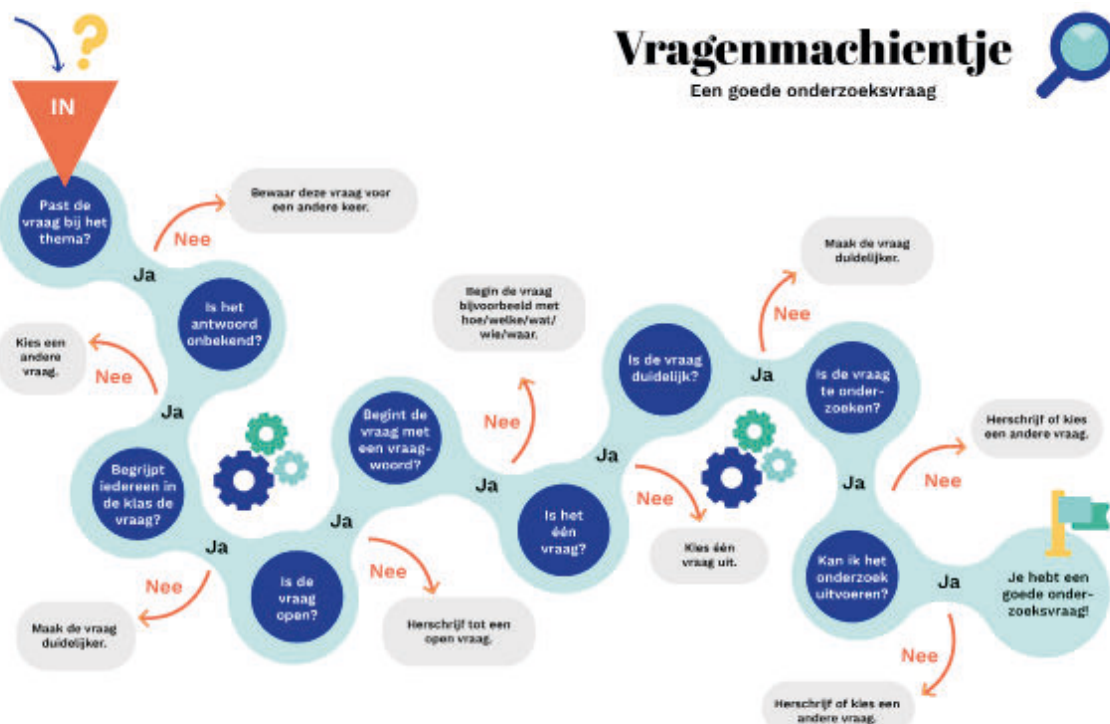 ?
Vragenmachientje
Een goede onderzoeksvraag
IN
Past de
vraag bij het
thema?
Ja
Nee
Bewaar deze vraag voor
een andere keer.
Is het
antwoord
onbekend?
Ja
Nee
Kies een
andere
vraag.
Begrijpt
iedereen in
de klas de
vraag?
Ja
Nee
Maak de vraag
duidelijker.
Is de
vraag
open?
Ja
Nee
Herschrijf tot een
open vraag.
Begint de
vraag met
een vraag-
woord?
Ja
Nee
Begin de vraag
bijvoorbeeld met
hoe/welke/wat/
wie/waar.
Is het
één
vraag?
Ja
Nee
Kies één
vraag uit.
Is de vraag
duidelijk?
Ja
Nee
Maak de vraag
duidelijker.
Is de vraag
te onder-
zoeken?
Ja
Nee
Herschrijf of kies
een andere vraag.
Kan ik het
onderzoek
uitvoeren?
Ja
Nee
Herschrijf of kies een
andere vraag.
Je hebt een
goede onder-
zoeksvraag!